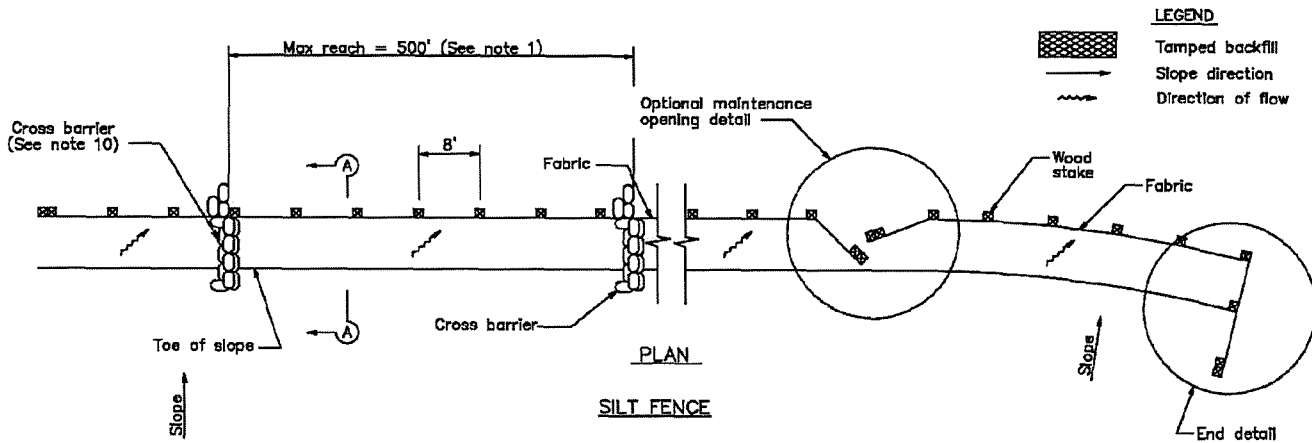 LEGEND
Tamped backfill
Slope direction
Direction of flow
Max reach = 500' (See note 1)
Optional maintenance
opening detail
Cross barrier
(See note 10)
A
8'
Fabric
Wood
stake
Fabric
A
Cross barrier
Toe of slope
PLAN
Slope
Slope
SILT FENCE
End detail